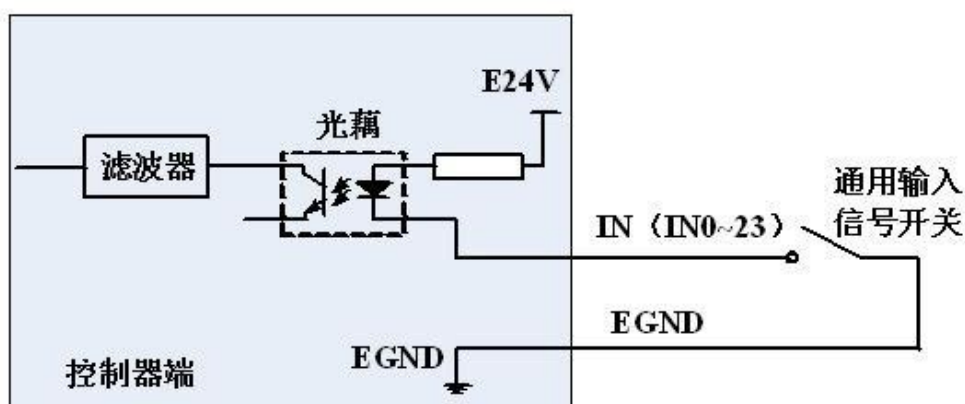 E24V
光藕
滤波器
通用输入
信号开关
IN（IN0~23）
EGND
EGND
控制器端